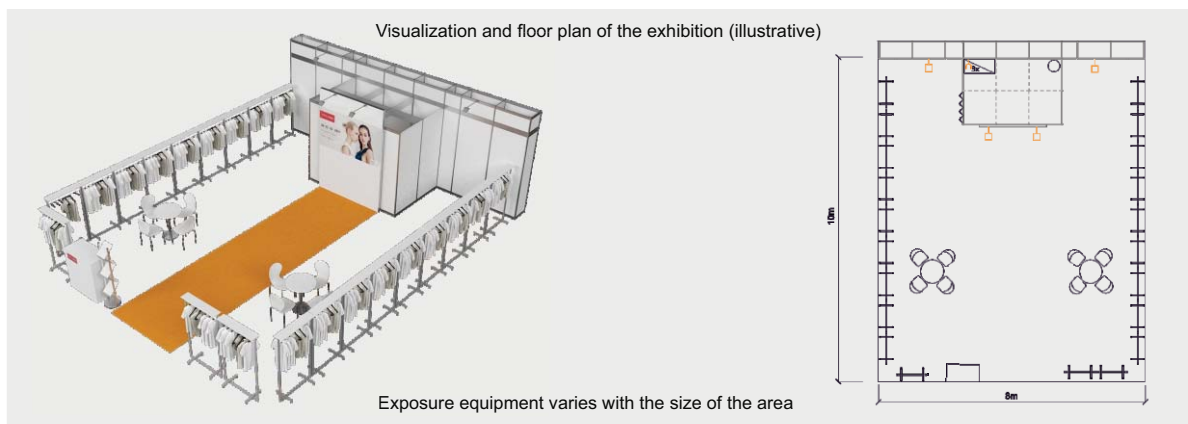 Visualization and floor plan of the exhibition (illustrative)
10m
8m
Exposure equipment varies with the size of the area